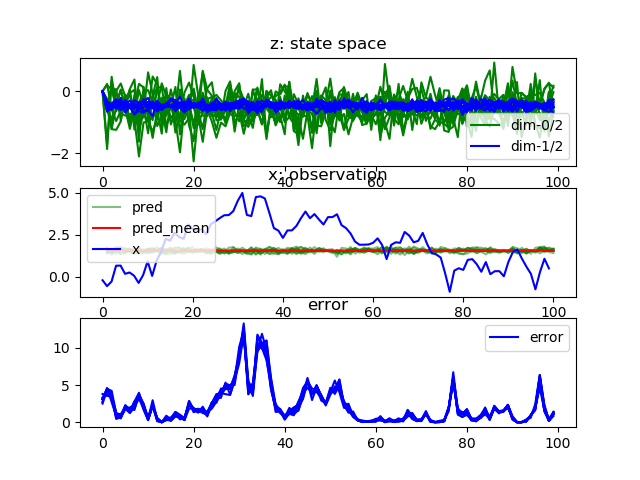 z: state space
0
−2
dim-0/2
dim-1/2
0 20 40 60 80 100
x: observation
5.0
2.5
0.0
pred
pred_mean
x
0 20 40 60 80 100
error
10
5
0
error
0 20 40 60 80 100